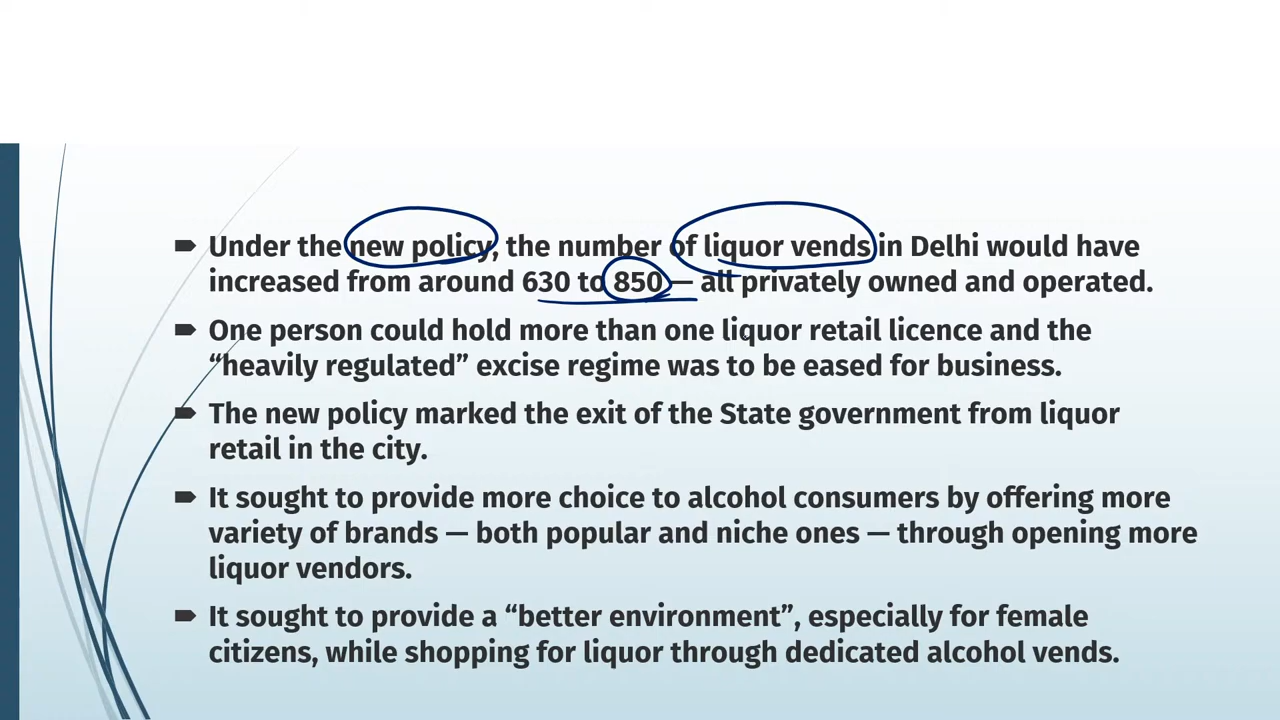 Under the new policy, the number of liquor vends in Delhi would have
increased from around 630 to 850 — all privately owned and operated.
One person could hold more than one liquor retail licence and the
“heavily regulated” excise regime was to be eased for business.
The new policy marked the exit of the State government from liquor
retail in the city.
It sought to provide more choice to alcohol consumers by offering more
variety of brands — both popular and niche ones — through opening more
liquor vendors.
It sought to provide a “better environment”, especially for female
citizens, while shopping for liquor through dedicated alcohol vends.